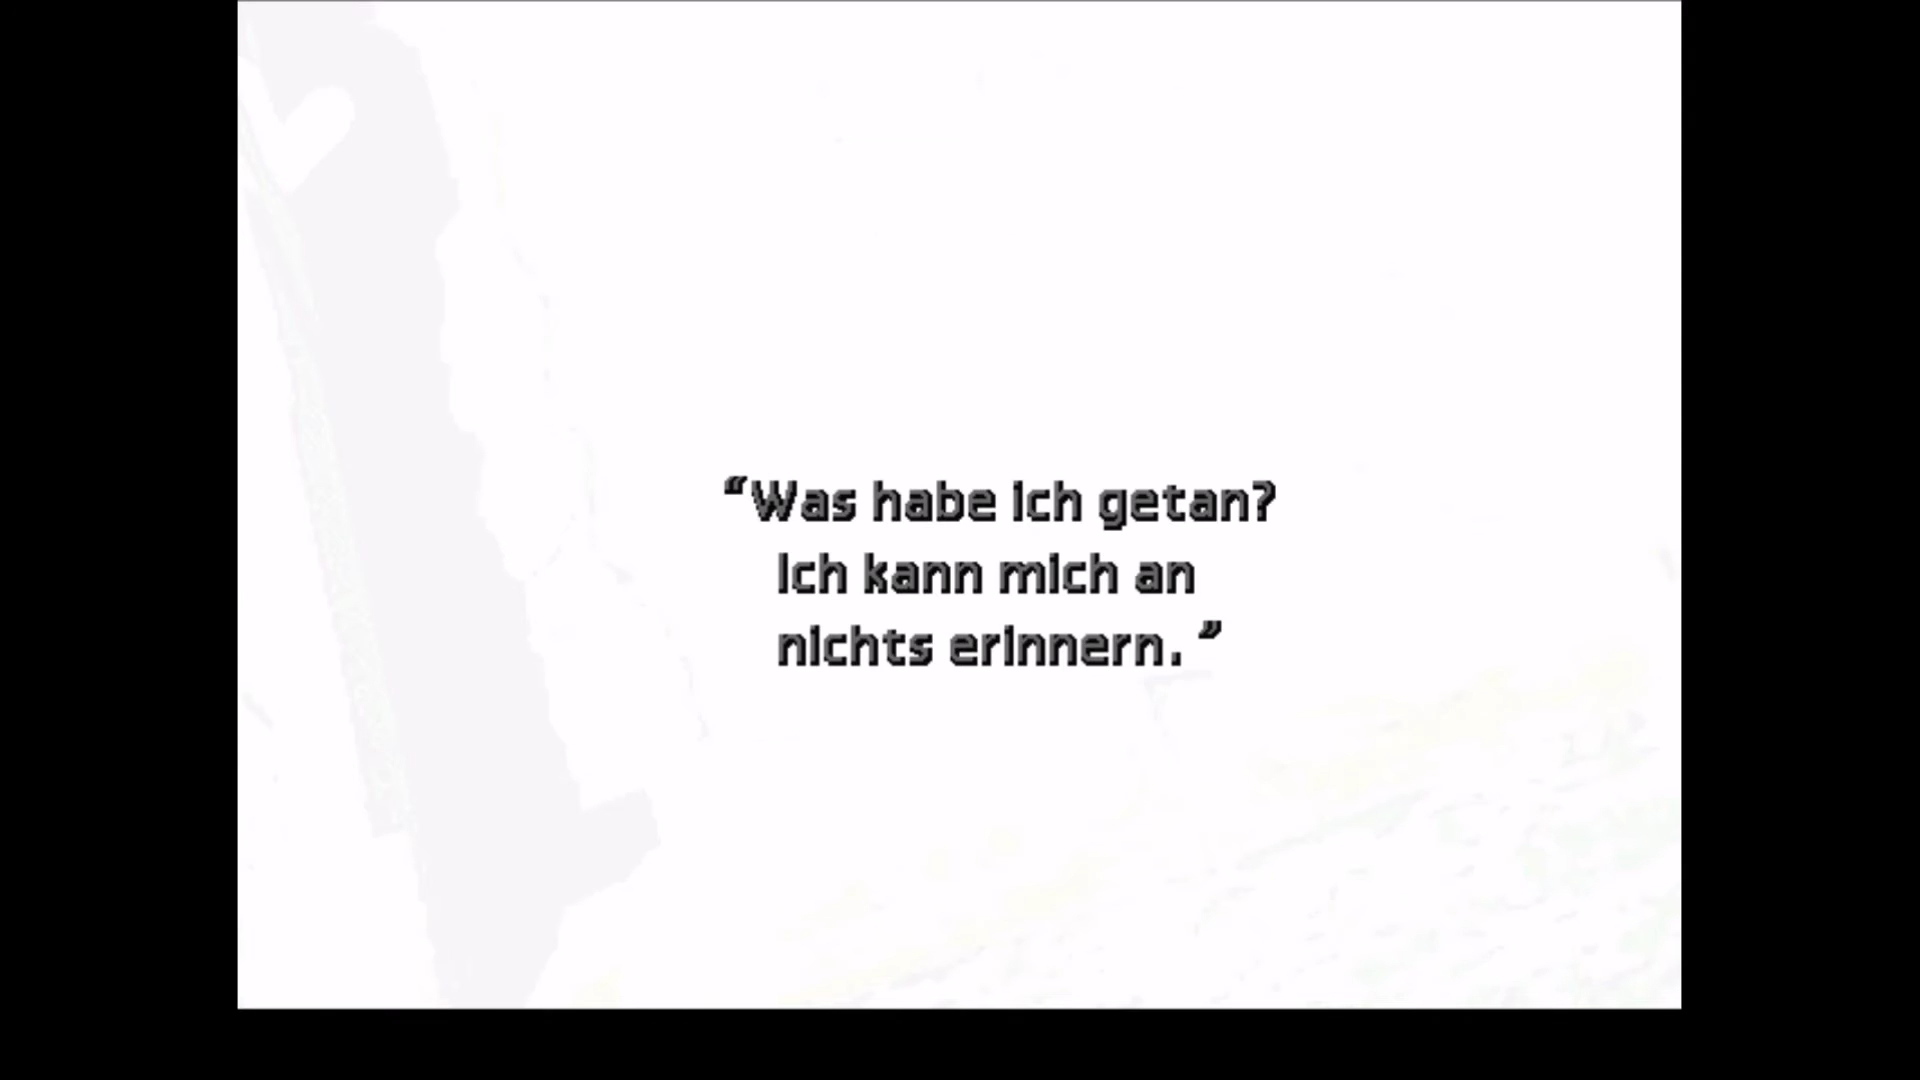 “Was habe ich getan?
Ich kann mich an
nichts erinnern. ”